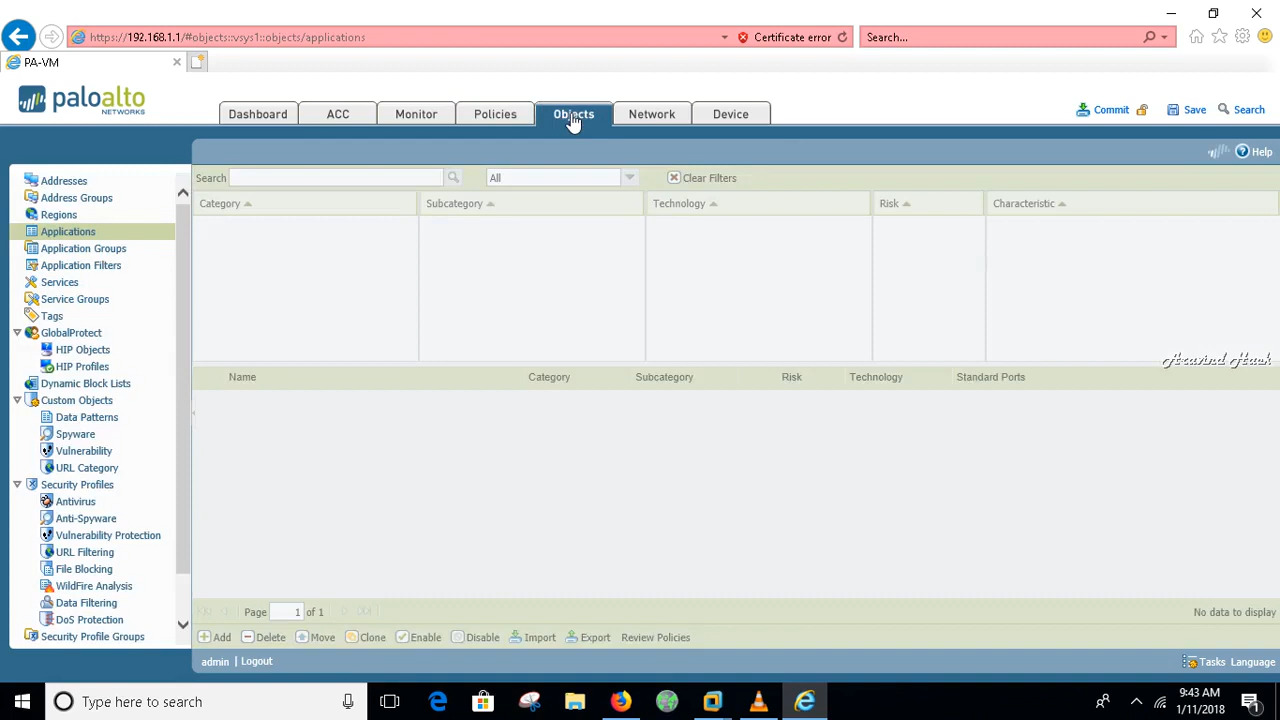 https://192.168.1.1/#objects::vsys1::objects/applications
Certificate error
Search...
PA-VM
paloalto
NETWORKS
Dashboard
ACC
Monitor
Policies
Objects
Network
Device
Commit
Save
Search
Help
Addresses
Address Groups
Regions
Applications
Application Groups
Application Filters
Services
Service Groups
Tags
GlobalProtect
HIP Objects
HIP Profiles
Dynamic Block Lists
Custom Objects
Data Patterns
Spyware
Vulnerability
URL Category
Security Profiles
Antivirus
Anti-Spyware
Vulnerability Protection
URL Filtering
File Blocking
WildFire Analysis
Data Filtering
DoS Protection
Security Profile Groups
Search
All
Clear Filters
Category
Subcategory
Technology
Risk
Characteristic
Aravind Hack
Name
Category
Subcategory
Risk
Technology
Standard Ports
Page 1 of 1
No data to display
Add
Delete
Move
Clone
Enable
Disable
Import
Export
Review Policies
admin | Logout
Tasks
Language
Type here to search
9:43 AM
1/11/2018
1